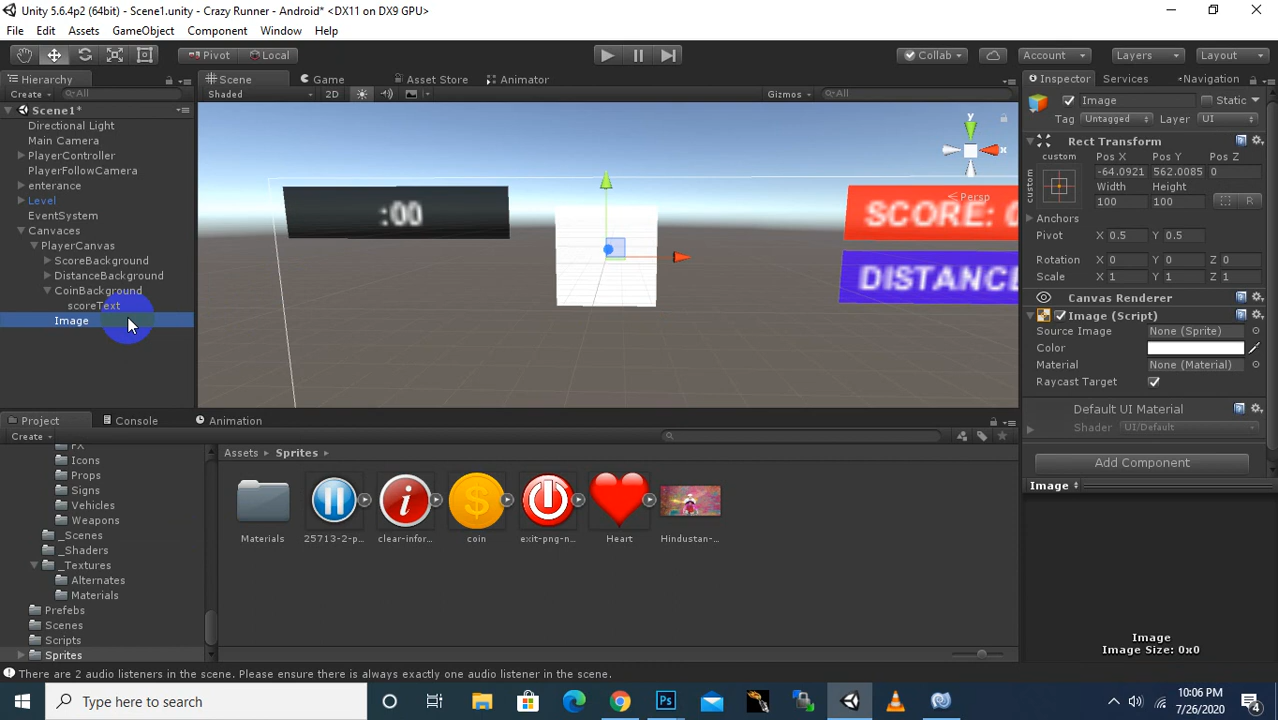 Unity 5.6.4p2 (64bit) - Scene1.unity - Crazy Runner - Android* <DX11 on DX9 GPU>
File Edit Assets GameObject Component Window Help
Pivot Local Collab Account Layers Layout
Hierarchy Scene Game Asset Store Animator Inspector Services Navigation
Create All Shaded 2D Gizmos All Image Static
Scene1*
Tag Untagged Layer UI
Directional Light
Main Camera
PlayerController
PlayerFollowCamera
enterance
Level
EventSystem
Canvaces
PlayerCanvas
ScoreBackground
DistanceBackground
CoinBackground
scoreText
Image
y
x
Persp
:00
SCORE: 0
DISTANCE
Rect Transform
custom Pos X Pos Y Pos Z
custom -64.0921 562.0085 0
Width Height
100 100 R
Anchors
Pivot X 0.5 Y 0.5
Rotation X 0 Y 0 Z 0
Scale X 1 Y 1 Z 1
Canvas Renderer
Image (Script)
Source Image None (Sprite)
Color
Material None (Material)
Raycast Target
Default UI Material
Shader UI/Default
Add Component
Image
Image
Image Size: 0x0
Project Console Animation
Create
Assets Sprites
FX
Icons
Props
Signs
Vehicles
Weapons
_Scenes
_Shaders
_Textures
Alternates
Materials
Prefebs
Scenes
Scripts
Sprites
Materials 25713-2-p... clear-infor... coin exit-png-n... Heart Hindustan-...
There are 2 audio listeners in the scene. Please ensure there is always exactly one audio listener in the scene.
Type here to search
Ps
10:06 PM
7/26/2020
4